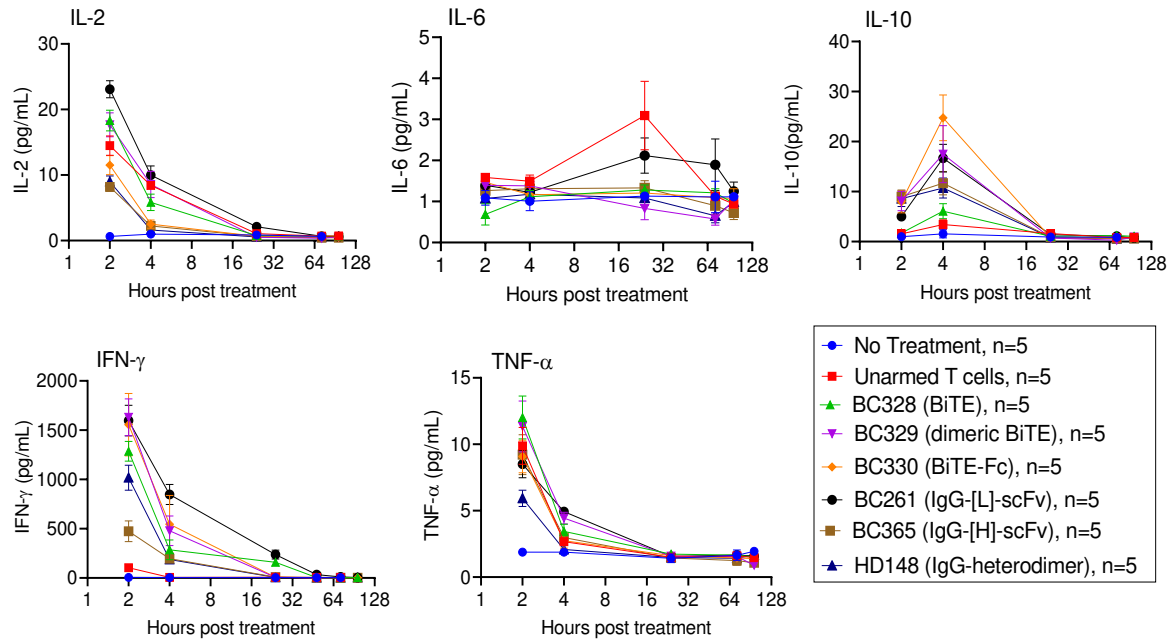 IL-2
IL-2 (pg/mL)
30
20
10
0
1 2 4 8 16 32 64 128
Hours post treatment
IL-6
IL-6 (pg/mL)
5
4
3
2
1
0
1 2 4 8 16 32 64 128
Hours post treatment
IL-10
IL-10(pg/mL)
40
30
20
10
0
1 2 4 8 16 32 64 128
Hours post treatment
IFN-γ
IFN-γ (pg/mL)
2000
1500
1000
500
0
1 2 4 8 16 32 64 128
Hours post treatment
TNF-α
TNF-α (pg/mL)
15
10
5
0
1 2 4 8 16 32 64 128
Hours post treatment
No Treatment, n=5
Unarmed T cells, n=5
BC328 (BiTE), n=5
BC329 (dimeric BiTE), n=5
BC330 (BiTE-Fc), n=5
BC261 (IgG-[L]-scFv), n=5
BC365 (IgG-[H]-scFv), n=5
HD148 (IgG-heterodimer), n=5